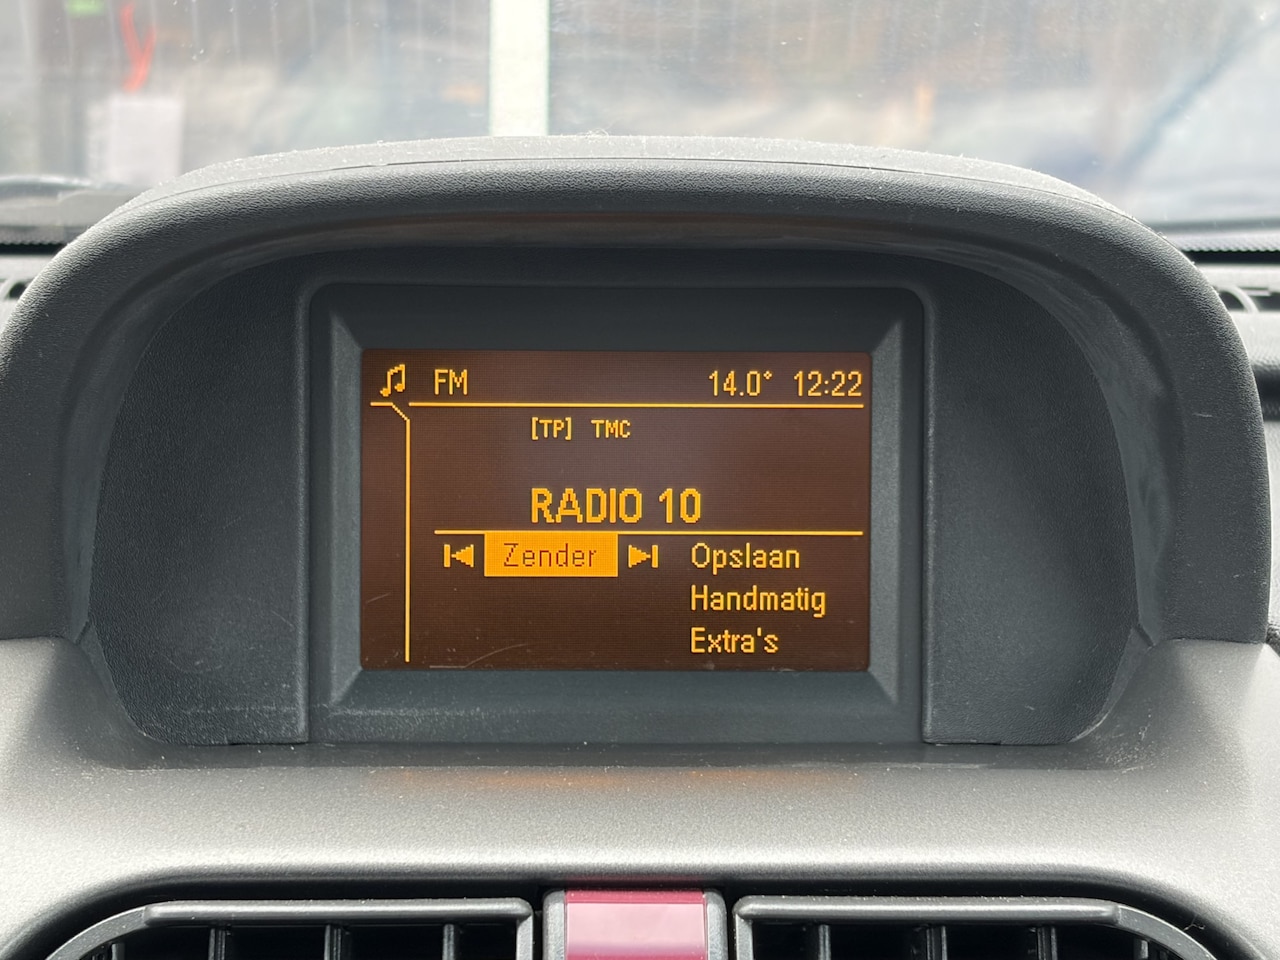 FM 14.0° 12:22
[TP] TMC
RADIO 10
Zender Opslaan
Handmatig
Extra's